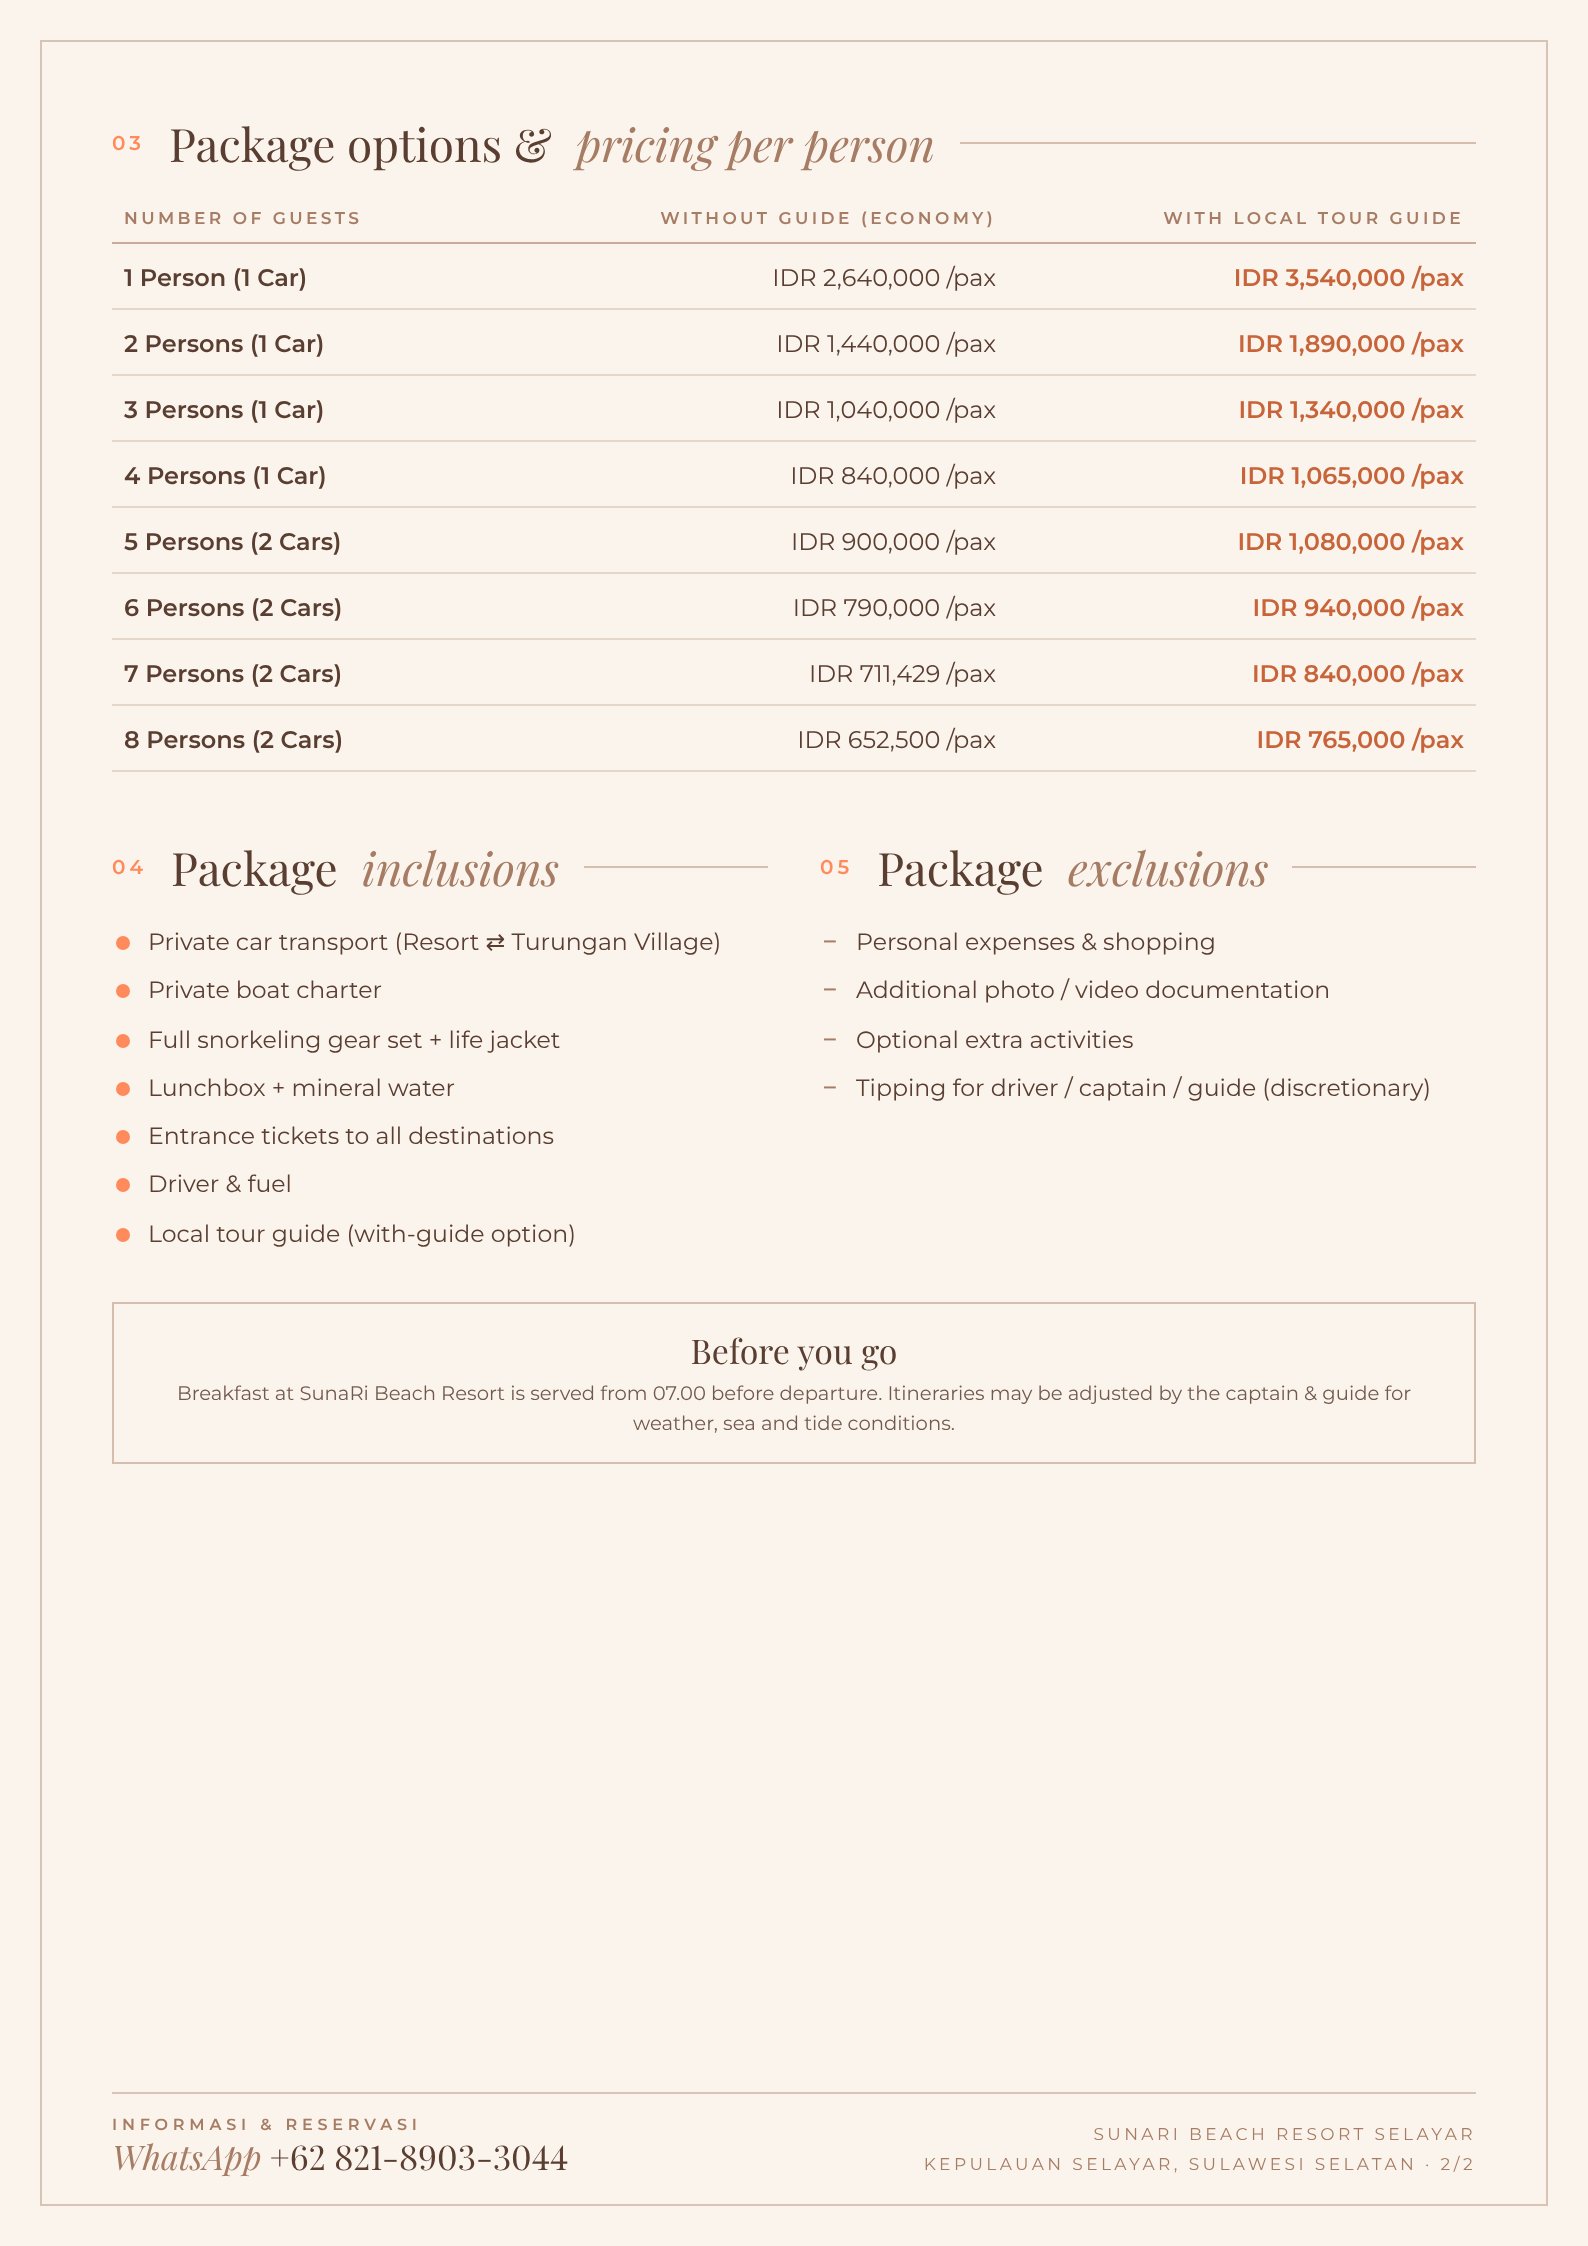 03 Package options & pricing per person
NUMBER OF GUESTS WITHOUT GUIDE (ECONOMY) WITH LOCAL TOUR GUIDE
1 Person (1 Car) IDR 2,640,000 /pax IDR 3,540,000 /pax
2 Persons (1 Car) IDR 1,440,000 /pax IDR 1,890,000 /pax
3 Persons (1 Car) IDR 1,040,000 /pax IDR 1,340,000 /pax
4 Persons (1 Car) IDR 840,000 /pax IDR 1,065,000 /pax
5 Persons (2 Cars) IDR 900,000 /pax IDR 1,080,000 /pax
6 Persons (2 Cars) IDR 790,000 /pax IDR 940,000 /pax
7 Persons (2 Cars) IDR 711,429 /pax IDR 840,000 /pax
8 Persons (2 Cars) IDR 652,500 /pax IDR 765,000 /pax
04 Package inclusions
Private car transport (Resort ⇄ Turungan Village)
Private boat charter
Full snorkeling gear set + life jacket
Lunchbox + mineral water
Entrance tickets to all destinations
Driver & fuel
Local tour guide (with-guide option)
05 Package exclusions
– Personal expenses & shopping
– Additional photo / video documentation
– Optional extra activities
– Tipping for driver / captain / guide (discretionary)
Before you go
Breakfast at SunaRi Beach Resort is served from 07.00 before departure. Itineraries may be adjusted by the captain & guide for
weather, sea and tide conditions.
INFORMASI & RESERVASI
WhatsApp +62 821-8903-3044
SUNARI BEACH RESORT SELAYAR
KEPULAUAN SELAYAR, SULAWESI SELATAN · 2/2